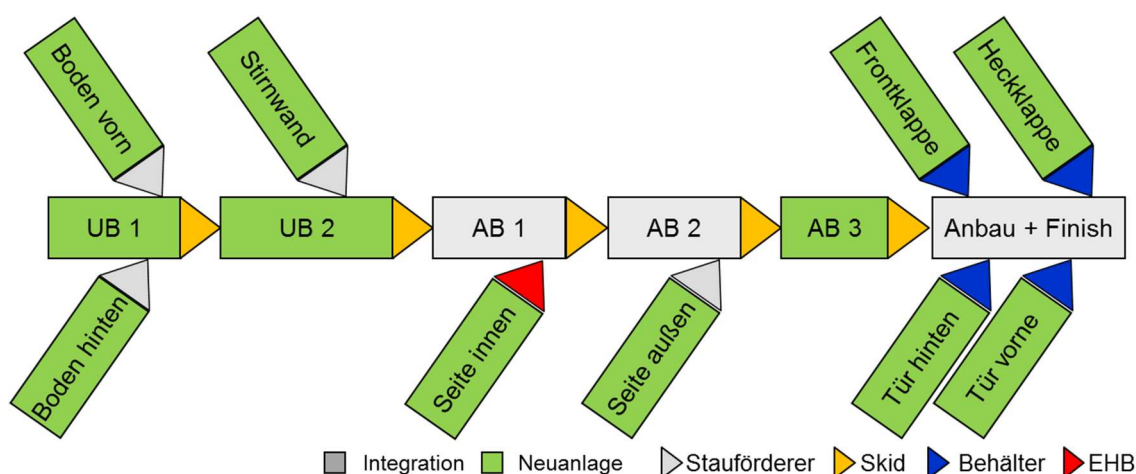 Boden vorn
Stirnwand
Frontklappe
Heckklappe
UB 1
UB 2
AB 1
AB 2
AB 3
Anbau + Finish
Boden hinten
Seite innen
Seite außen
Tür hinten
Tür vorne
Integration Neuanlage Stauförderer Skid Behälter EHB